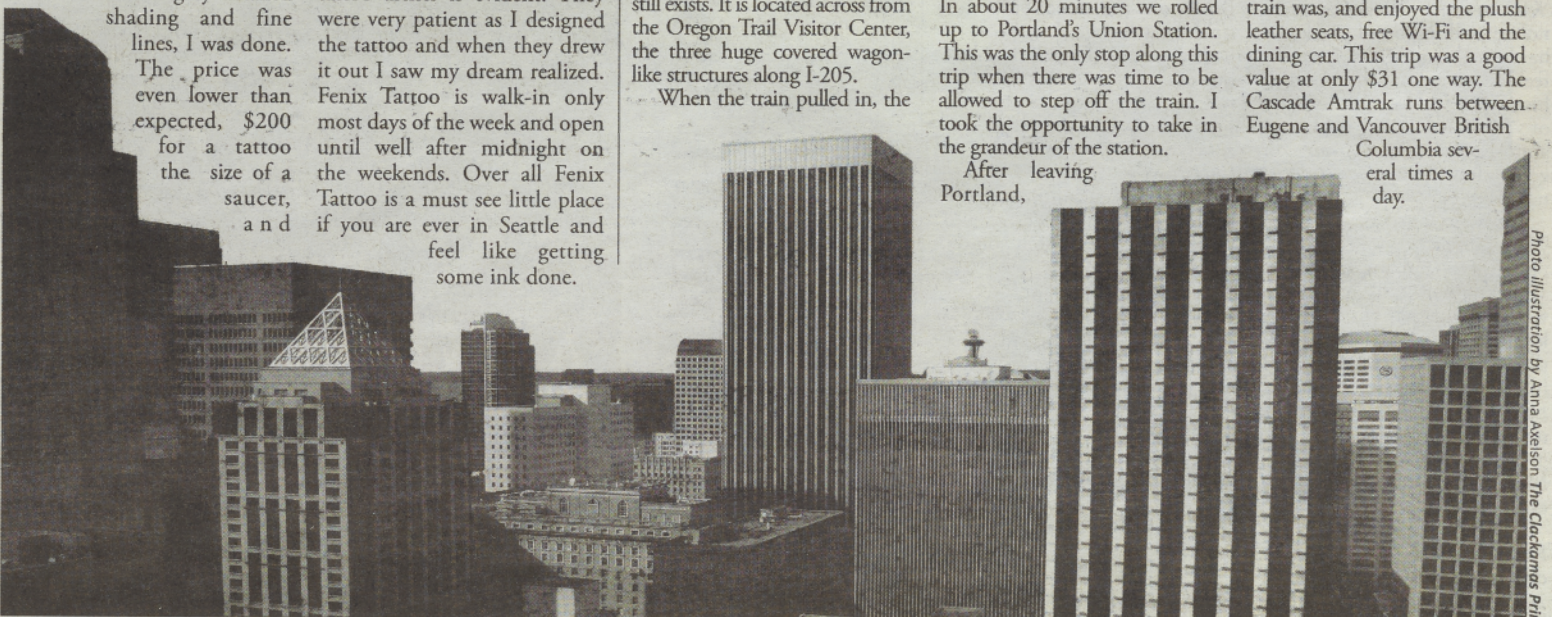 shading and fine
lines, I was done.
The price was
even lower than
expected, $200
for a tattoo
the size of a
saucer,
and
were very patient as I designed
the tattoo and when they drew
it out I saw my dream realized.
Fenix Tattoo is walk-in only
most days of the week and open
until well after midnight on
the weekends. Over all Fenix
Tattoo is a must see little place
if you are ever in Seattle and
feel like getting
some ink done.
still exists. It is located across from
the Oregon Trail Visitor Center,
the three huge covered wagon-
like structures along I-205.
When the train pulled in, the
In about 20 minutes we rolled
up to Portland's Union Station.
This was the only stop along this
trip when there was time to be
allowed to step off the train. I
took the opportunity to take in
the grandeur of the station.
After leaving
Portland,
train was, and enjoyed the plush
leather seats, free Wi-Fi and the
dining car. This trip was a good
value at only $31 one way. The
Cascade Amtrak runs between
Eugene and Vancouver British
Columbia sev-
eral times a
day.
Photo illustration by Anna Axelson The Clackamas Pri